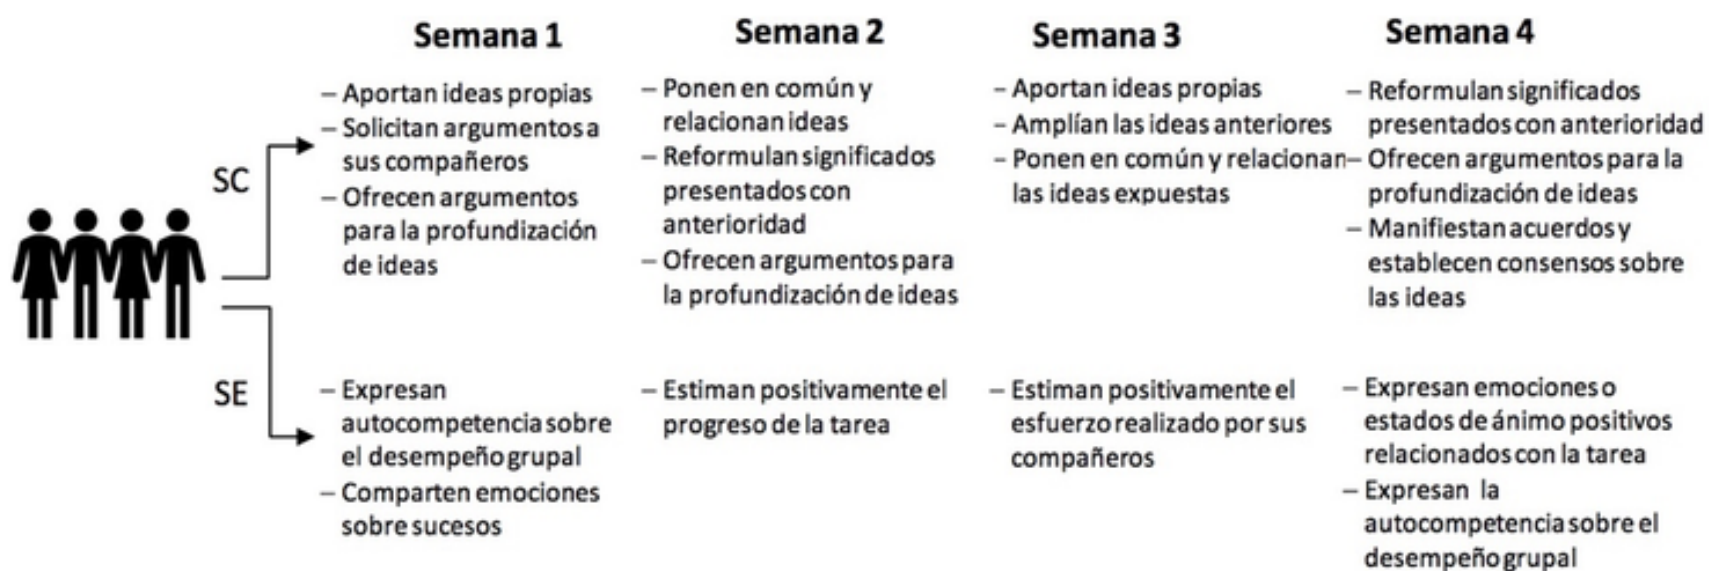 Semana 1
Semana 2
Semana 3
Semana 4
SC
– Aportan ideas propias
– Solicitan argumentos a
sus compañeros
– Ofrecen argumentos
para la profundización
de ideas
– Ponen en común y
relacionan ideas
– Reformulan significados
presentados con
anterioridad
– Ofrecen argumentos para
la profundización de ideas
– Aportan ideas propias
– Amplían las ideas anteriores
– Ponen en común y relacionan
las ideas expuestas
– Reformulan significados
presentados con anterioridad
– Ofrecen argumentos para la
profundización de ideas
– Manifiestan acuerdos y
establecen consensos sobre
las ideas
SE
– Expresan
autocompetencia sobre
el desempeño grupal
– Comparten emociones
sobre sucesos
– Estiman positivamente el
progreso de la tarea
– Estiman positivamente el
esfuerzo realizado por sus
compañeros
– Expresan emociones o
estados de ánimo positivos
relacionados con la tarea
– Expresan la
autocompetencia sobre el
desempeño grupal